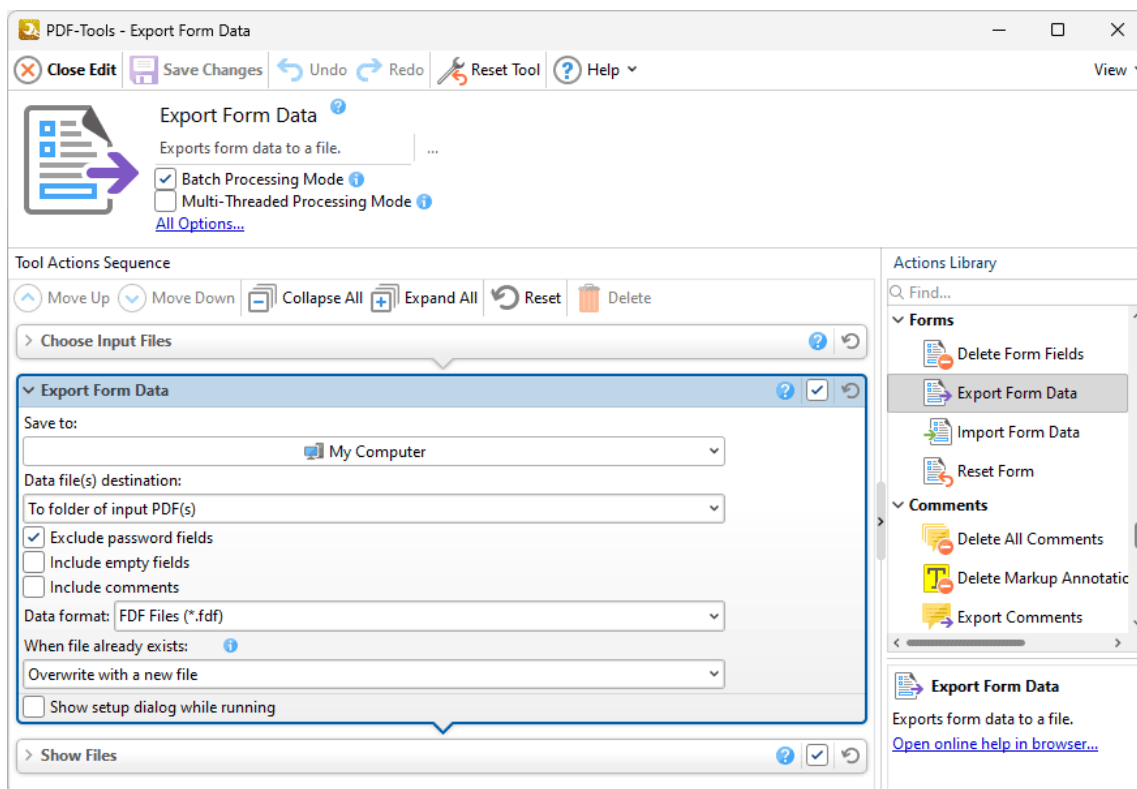 PDF-Tools - Export Form Data
Close Edit Save Changes Undo Redo Reset Tool Help View
Export Form Data
Exports form data to a file. ...
Batch Processing Mode
Multi-Threaded Processing Mode
All Options...
Tool Actions Sequence
Move Up Move Down Collapse All Expand All Reset Delete
Choose Input Files
Export Form Data
Save to:
My Computer
Data file(s) destination:
To folder of input PDF(s)
Exclude password fields
Include empty fields
Include comments
Data format: FDF Files (*.fdf)
When file already exists:
Overwrite with a new file
Show setup dialog while running
Show Files
Actions Library
Find...
Forms
Delete Form Fields
Export Form Data
Import Form Data
Reset Form
Comments
Delete All Comments
Delete Markup Annotatic
Export Comments
Export Form Data
Exports form data to a file.
Open online help in browser...